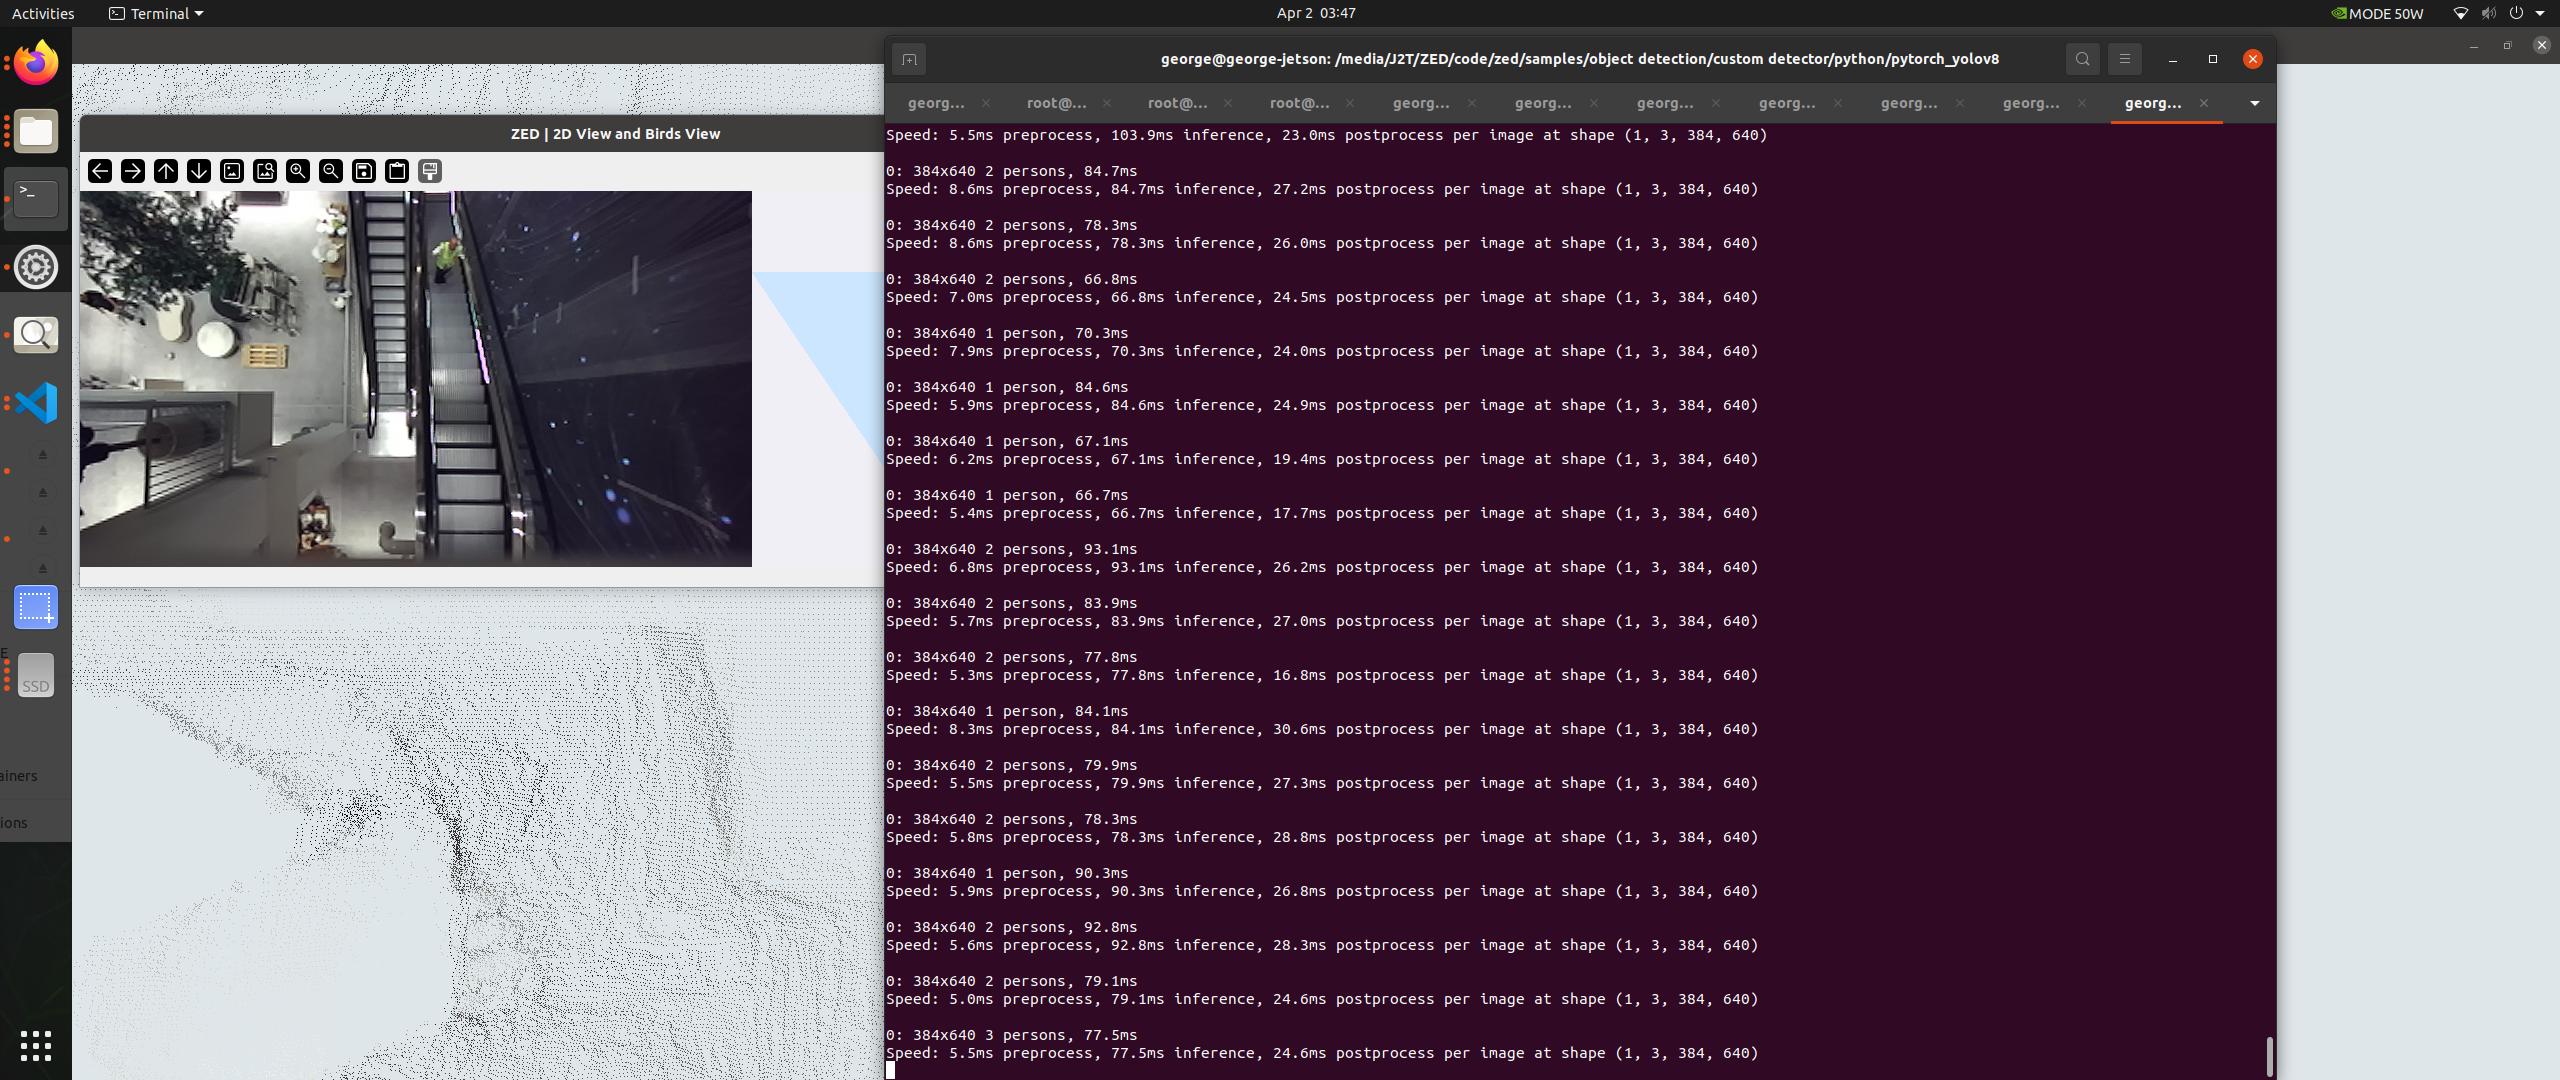 Activities
Terminal
Apr 2 03:47
MODE 50W
ZED | 2D View and Birds View
george@george-jetson: /media/J2T/ZED/code/zed/samples/object detection/custom detector/python/pytorch_yolov8
georg... root@... root@... root@... georg... georg... georg... georg... georg... georg... georg...
Speed: 5.5ms preprocess, 103.9ms inference, 23.0ms postprocess per image at shape (1, 3, 384, 640)
0: 384x640 2 persons, 84.7ms
Speed: 8.6ms preprocess, 84.7ms inference, 27.2ms postprocess per image at shape (1, 3, 384, 640)
0: 384x640 2 persons, 78.3ms
Speed: 8.6ms preprocess, 78.3ms inference, 26.0ms postprocess per image at shape (1, 3, 384, 640)
0: 384x640 2 persons, 66.8ms
Speed: 7.0ms preprocess, 66.8ms inference, 24.5ms postprocess per image at shape (1, 3, 384, 640)
0: 384x640 1 person, 70.3ms
Speed: 7.9ms preprocess, 70.3ms inference, 24.0ms postprocess per image at shape (1, 3, 384, 640)
0: 384x640 1 person, 84.6ms
Speed: 5.9ms preprocess, 84.6ms inference, 24.9ms postprocess per image at shape (1, 3, 384, 640)
0: 384x640 1 person, 67.1ms
Speed: 6.2ms preprocess, 67.1ms inference, 19.4ms postprocess per image at shape (1, 3, 384, 640)
0: 384x640 1 person, 66.7ms
Speed: 5.4ms preprocess, 66.7ms inference, 17.7ms postprocess per image at shape (1, 3, 384, 640)
0: 384x640 2 persons, 93.1ms
Speed: 6.8ms preprocess, 93.1ms inference, 26.2ms postprocess per image at shape (1, 3, 384, 640)
0: 384x640 2 persons, 83.9ms
Speed: 5.7ms preprocess, 83.9ms inference, 27.0ms postprocess per image at shape (1, 3, 384, 640)
0: 384x640 2 persons, 77.8ms
Speed: 5.3ms preprocess, 77.8ms inference, 16.8ms postprocess per image at shape (1, 3, 384, 640)
0: 384x640 1 person, 84.1ms
Speed: 8.3ms preprocess, 84.1ms inference, 30.6ms postprocess per image at shape (1, 3, 384, 640)
0: 384x640 2 persons, 79.9ms
Speed: 5.5ms preprocess, 79.9ms inference, 27.3ms postprocess per image at shape (1, 3, 384, 640)
0: 384x640 2 persons, 78.3ms
Speed: 5.8ms preprocess, 78.3ms inference, 28.8ms postprocess per image at shape (1, 3, 384, 640)
0: 384x640 1 person, 90.3ms
Speed: 5.9ms preprocess, 90.3ms inference, 26.8ms postprocess per image at shape (1, 3, 384, 640)
0: 384x640 2 persons, 92.8ms
Speed: 5.6ms preprocess, 92.8ms inference, 28.3ms postprocess per image at shape (1, 3, 384, 640)
0: 384x640 2 persons, 79.1ms
Speed: 5.0ms preprocess, 79.1ms inference, 24.6ms postprocess per image at shape (1, 3, 384, 640)
0: 384x640 3 persons, 77.5ms
Speed: 5.5ms preprocess, 77.5ms inference, 24.6ms postprocess per image at shape (1, 3, 384, 640)
E
SSD
ainers
ions